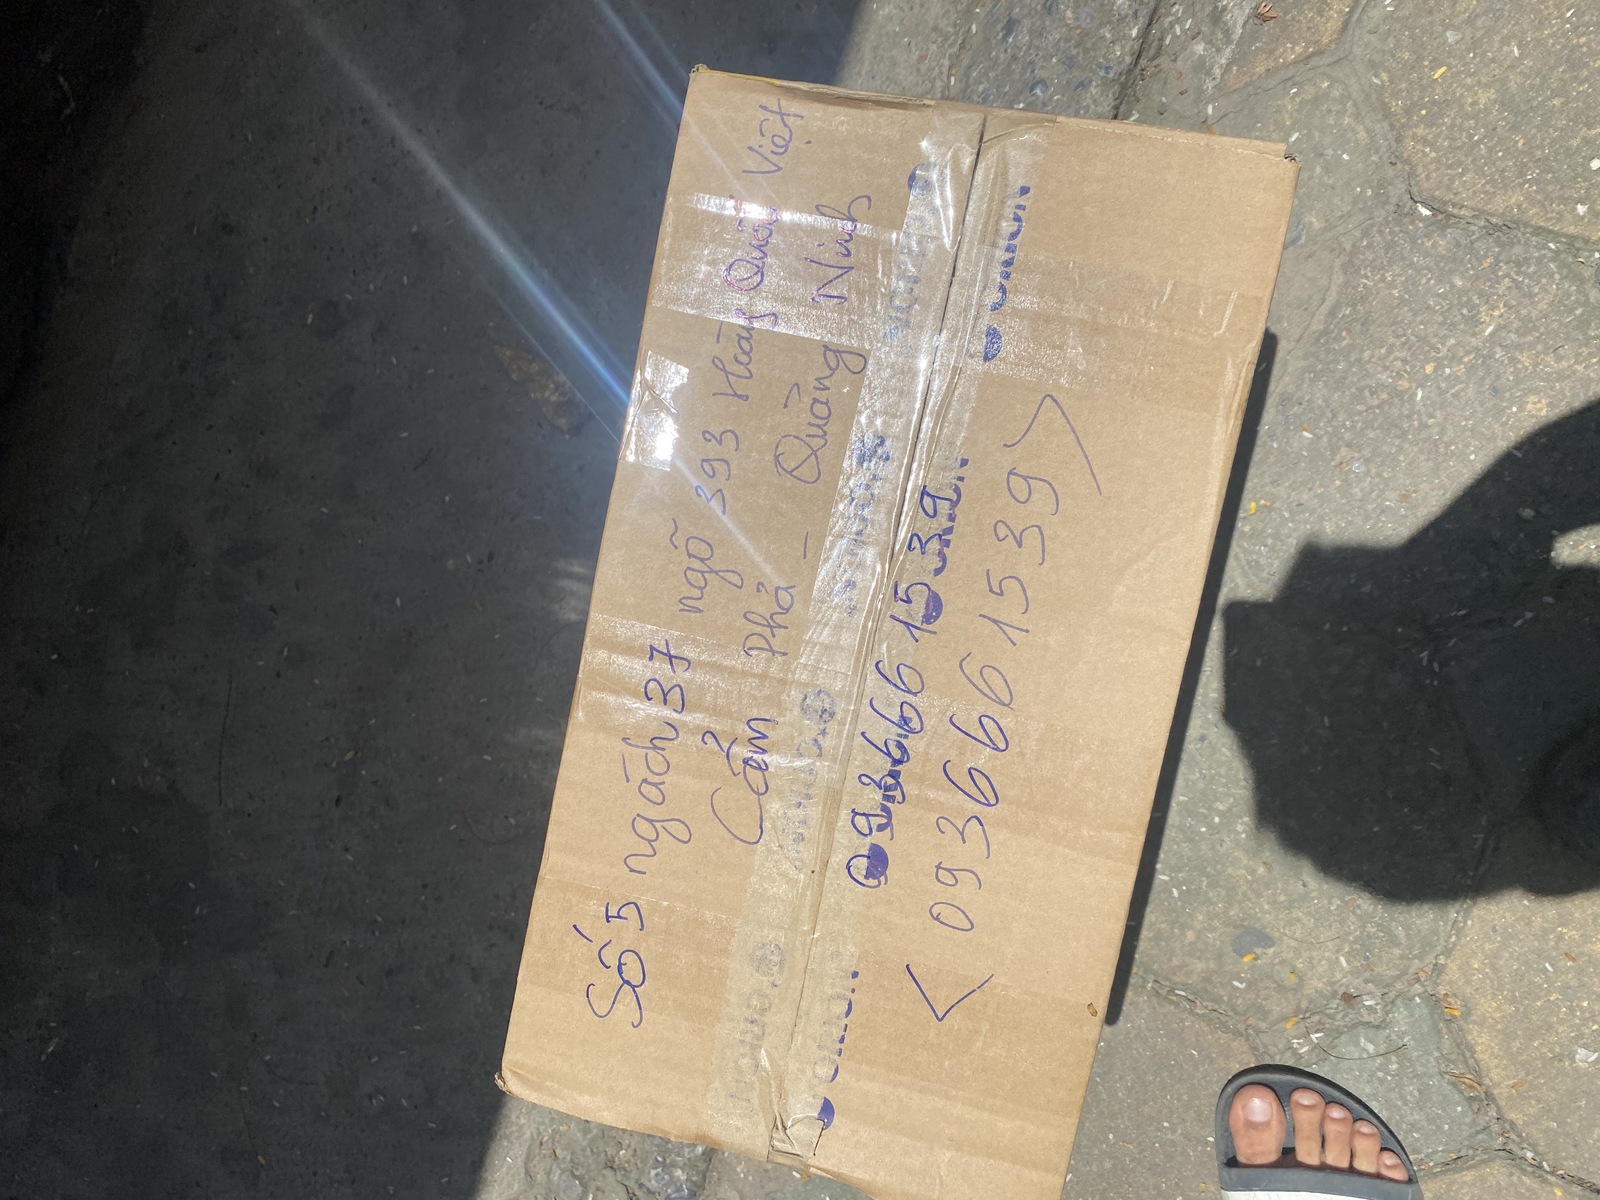 Số 5 ngách 37 ngõ 393 Hoàng Quốc Việt
Cẩm Phả - Quảng Ninh
0936661539
<0936661539>